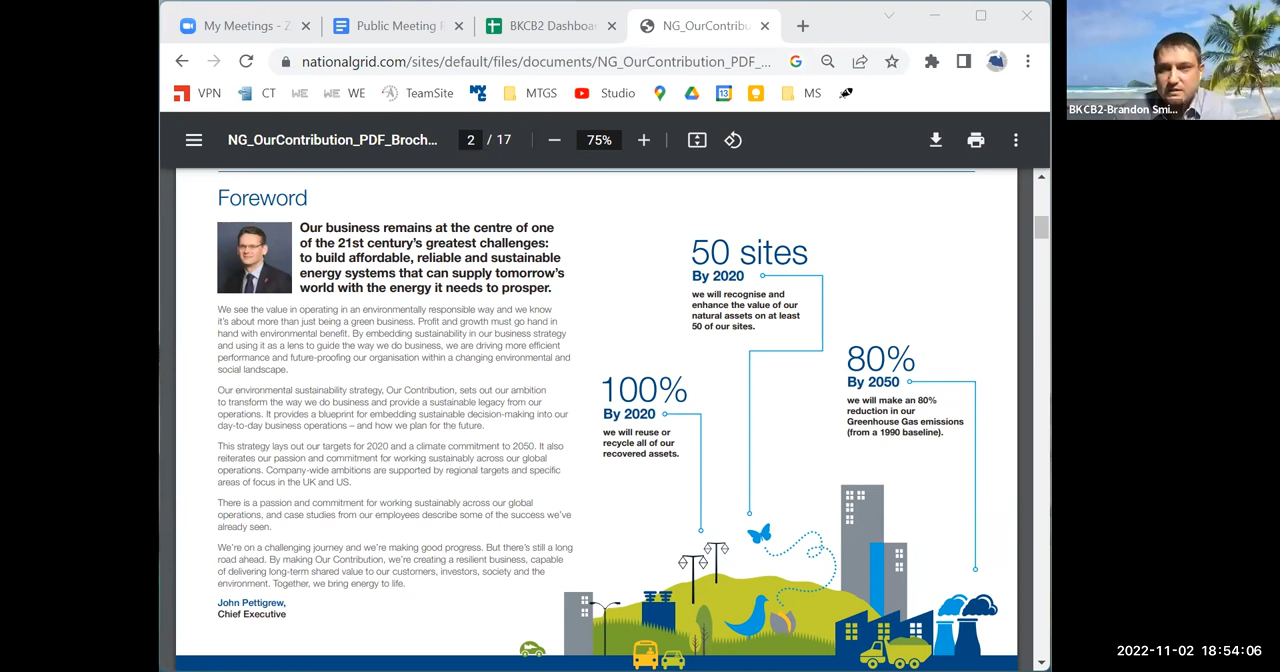 My Meetings - Z
Public Meeting
BKCB2 Dashboa
NG_OurContribu
nationalgrid.com/sites/default/files/documents/NG_OurContribution_PDF_...
VPN
CT
WE
WE
WE
TeamSite
MTGS
Studio
13
MS
BKCB2-Brandon Smi...
NG_OurContribution_PDF_Broch...
2 / 17
75%
Foreword
Our business remains at the centre of one
of the 21st century's greatest challenges:
to build affordable, reliable and sustainable
energy systems that can supply tomorrow's
world with the energy it needs to prosper.
We see the value in operating in an environmentally responsible way and we know
it's about more than just being a green business. Profit and growth must go hand in
hand with environmental benefit. By embedding sustainability in our business strategy
and using it as a lens to guide the way we do business, we are driving more efficient
performance and future-proofing our organisation within a changing environmental and
social landscape.
Our environmental sustainability strategy, Our Contribution, sets out our ambition
to transform the way we do business and provide a sustainable legacy from our
operations. It provides a blueprint for embedding sustainable decision-making into our
day-to-day business operations – and how we plan for the future.
This strategy lays out our targets for 2020 and a climate commitment to 2050. It also
reiterates our passion and commitment for working sustainably across our global
operations. Company-wide ambitions are supported by regional targets and specific
areas of focus in the UK and US.
There is a passion and commitment for working sustainably across our global
operations, and case studies from our employees describe some of the success we've
already seen.
We're on a challenging journey and we're making good progress. But there's still a long
road ahead. By making Our Contribution, we're creating a resilient business, capable
of delivering long-term shared value to our customers, investors, society and the
environment. Together, we bring energy to life.
John Pettigrew,
Chief Executive
50 sites
By 2020
we will recognise and
enhance the value of our
natural assets on at least
50 of our sites.
100%
By 2020
we will reuse or
recycle all of our
recovered assets.
80%
By 2050
we will make an 80%
reduction in our
Greenhouse Gas emissions
(from a 1990 baseline).
2022-11-02 18:54:06